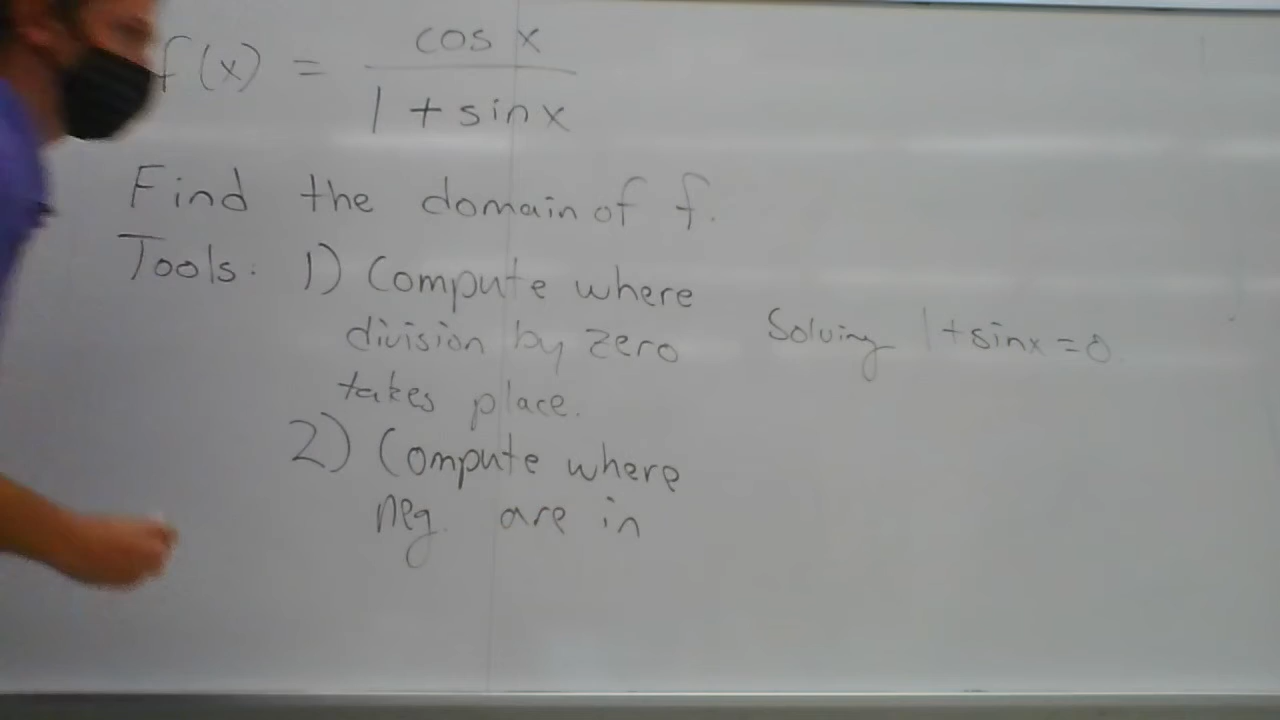 f(x) = cos x / 1 + sin x
Find the domain of f.
Tools: 1) Compute where
division by zero
takes place.
Solving 1 + sin x = 0
2) Compute where
neg. are in